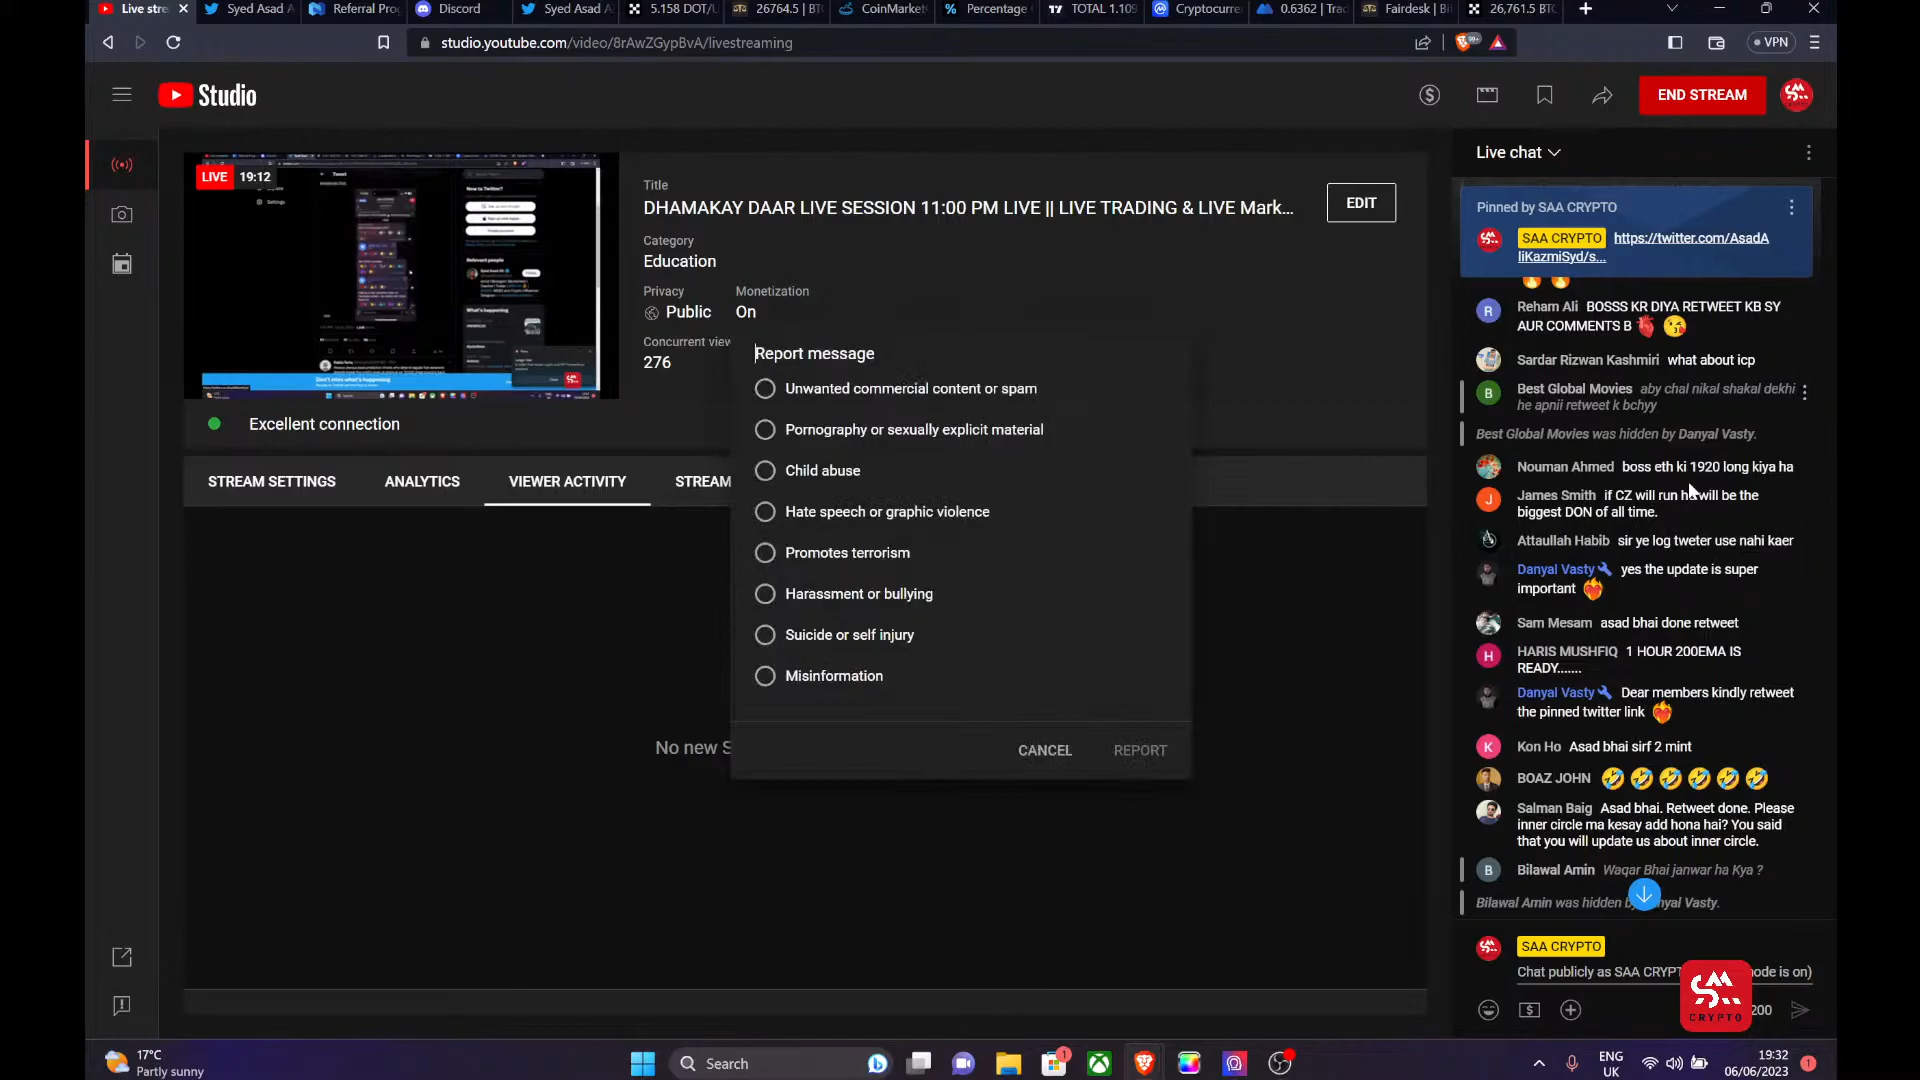 Live stre
Syed Asad A
Referral Pro
Discord
Syed Asad A
5.158 DOT/U
26764.5 | BT
CoinMarket
Percentage
TOTAL 1.109
Cryptocurre
0.6362 | Trad
Fairdesk | Bi
26,761.5 BTC
studio.youtube.com/video/8rAwZGypBvA/livestreaming
99+
VPN
Studio
END STREAM
LIVE 19:12
Title
DHAMAKAY DAAR LIVE SESSION 11:00 PM LIVE || LIVE TRADING & LIVE Mark...
EDIT
Category
Education
Privacy
Public
Monetization
On
Concurrent view
276
Excellent connection
STREAM SETTINGS
ANALYTICS
VIEWER ACTIVITY
STREAM
No new S
Report message
Unwanted commercial content or spam
Pornography or sexually explicit material
Child abuse
Hate speech or graphic violence
Promotes terrorism
Harassment or bullying
Suicide or self injury
Misinformation
CANCEL
REPORT
Live chat
Pinned by SAA CRYPTO
SAA CRYPTO https://twitter.com/AsadA
liKazmiSyd/s...
Reham Ali BOSSS KR DIYA RETWEET KB SY
AUR COMMENTS B
Sardar Rizwan Kashmiri what about icp
Best Global Movies aby chal nikal shakal dekhi
he apnii retweet k bchyy
Best Global Movies was hidden by Danyal Vasty.
Nouman Ahmed boss eth ki 1920 long kiya ha
James Smith if CZ will run he will be the
biggest DON of all time.
Attaullah Habib sir ye log tweter use nahi kaer
Danyal Vasty yes the update is super
important
Sam Mesam asad bhai done retweet
HARIS MUSHFIQ 1 HOUR 200EMA IS
READY.......
Danyal Vasty Dear members kindly retweet
the pinned twitter link
Kon Ho Asad bhai sirf 2 mint
BOAZ JOHN
Salman Baig Asad bhai. Retweet done. Please
inner circle ma kesay add hona hai? You said
that you will update us about inner circle.
Bilawal Amin Waqar Bhai janwar ha Kya ?
Bilawal Amin was hidden by Danyal Vasty.
SAA CRYPTO
Chat publicly as SAA CRYPT ode is on)
200
CRYPTO
17°C
Partly sunny
Search
ENG
UK
19:32
06/06/2023